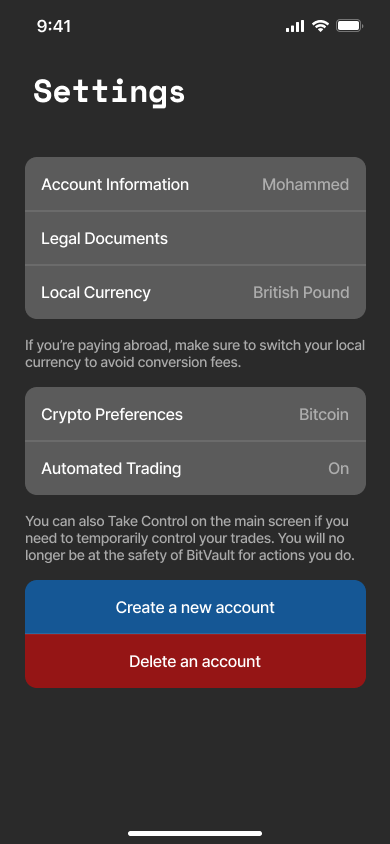 9:41
Settings
Account Information Mohammed
Legal Documents
Local Currency British Pound
If you’re paying abroad, make sure to switch your local
currency to avoid conversion fees.
Crypto Preferences Bitcoin
Automated Trading On
You can also Take Control on the main screen if you
need to temporarily control your trades. You will no
longer be at the safety of BitVault for actions you do.
Create a new account
Delete an account